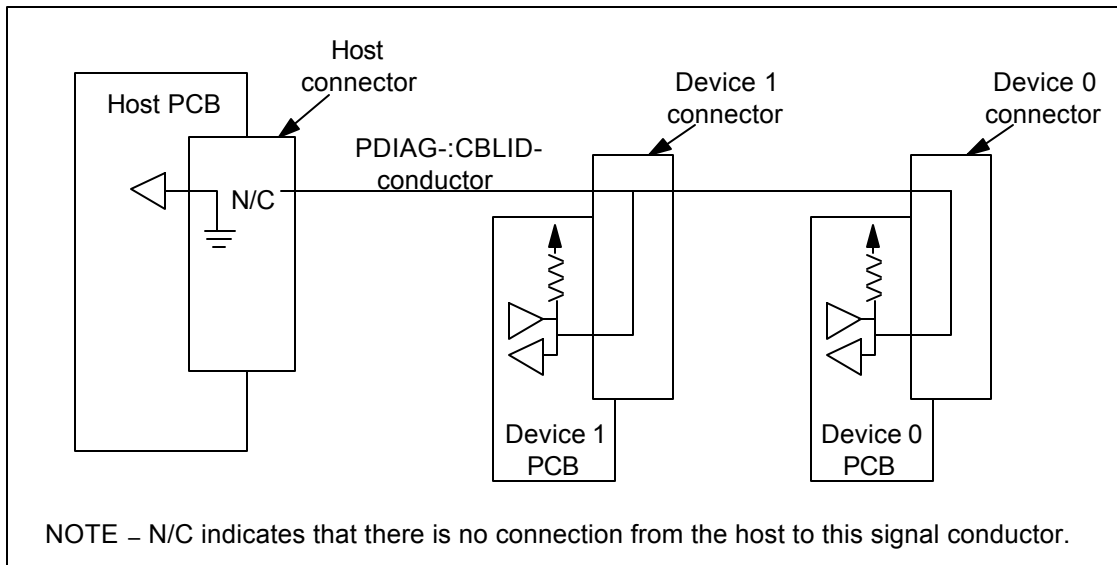 Host
connector
Host PCB
Device 1
connector
Device 0
connector
PDIAG-:CBLID-
conductor
N/C
Device 1
PCB
Device 0
PCB
NOTE – N/C indicates that there is no connection from the host to this signal conductor.